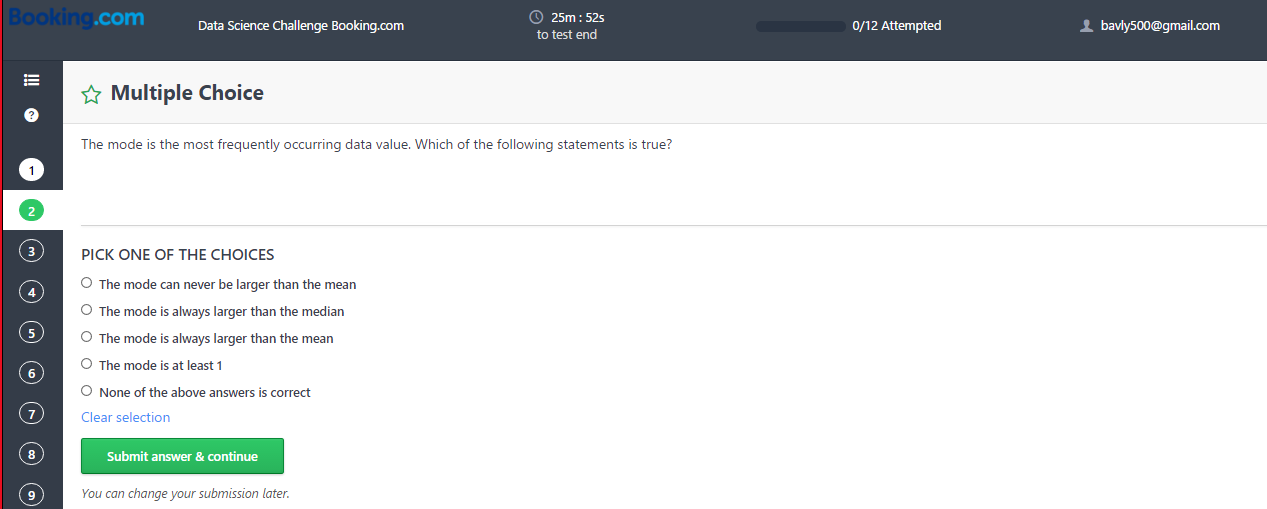 Booking.com
Data Science Challenge Booking.com
25m : 52s
to test end
0/12 Attempted
bavly500@gmail.com
?
1
2
3
4
5
6
7
8
9
Multiple Choice
The mode is the most frequently occurring data value. Which of the following statements is true?
PICK ONE OF THE CHOICES
The mode can never be larger than the mean
The mode is always larger than the median
The mode is always larger than the mean
The mode is at least 1
None of the above answers is correct
Clear selection
Submit answer & continue
You can change your submission later.